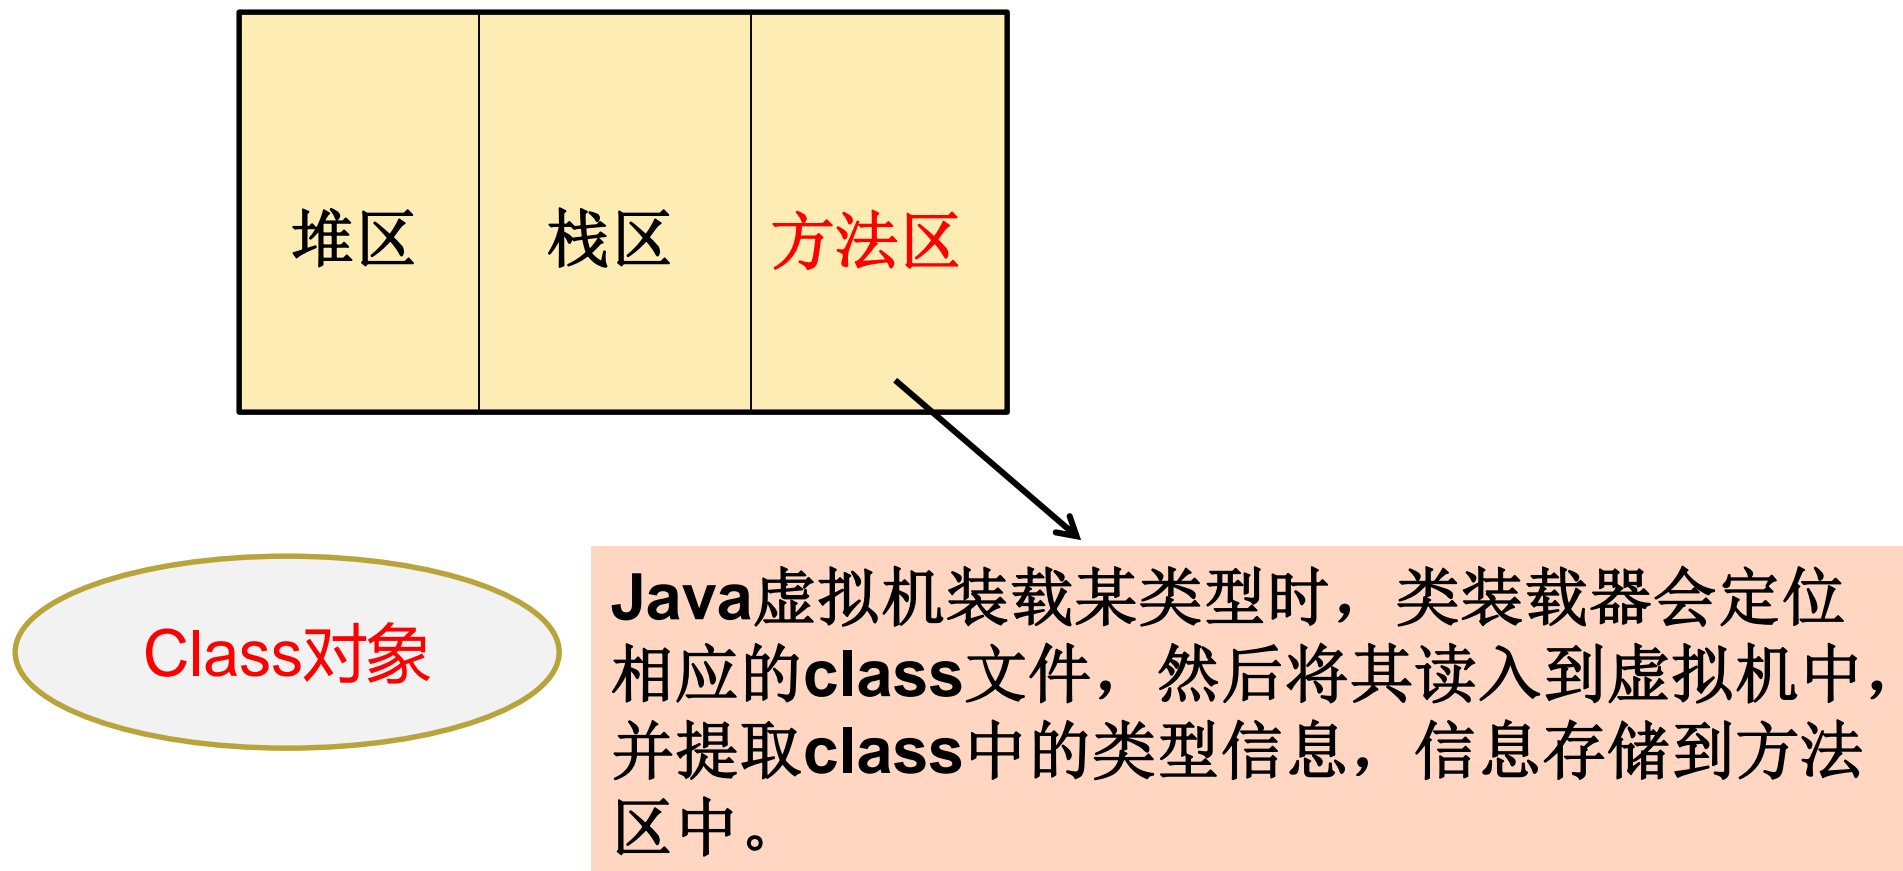 堆区
栈区
方法区
Class对象
Java虚拟机装载某类型时，类装载器会定位
相应的class文件，然后将其读入到虚拟机中，
并提取class中的类型信息，信息存储到方法
区中。